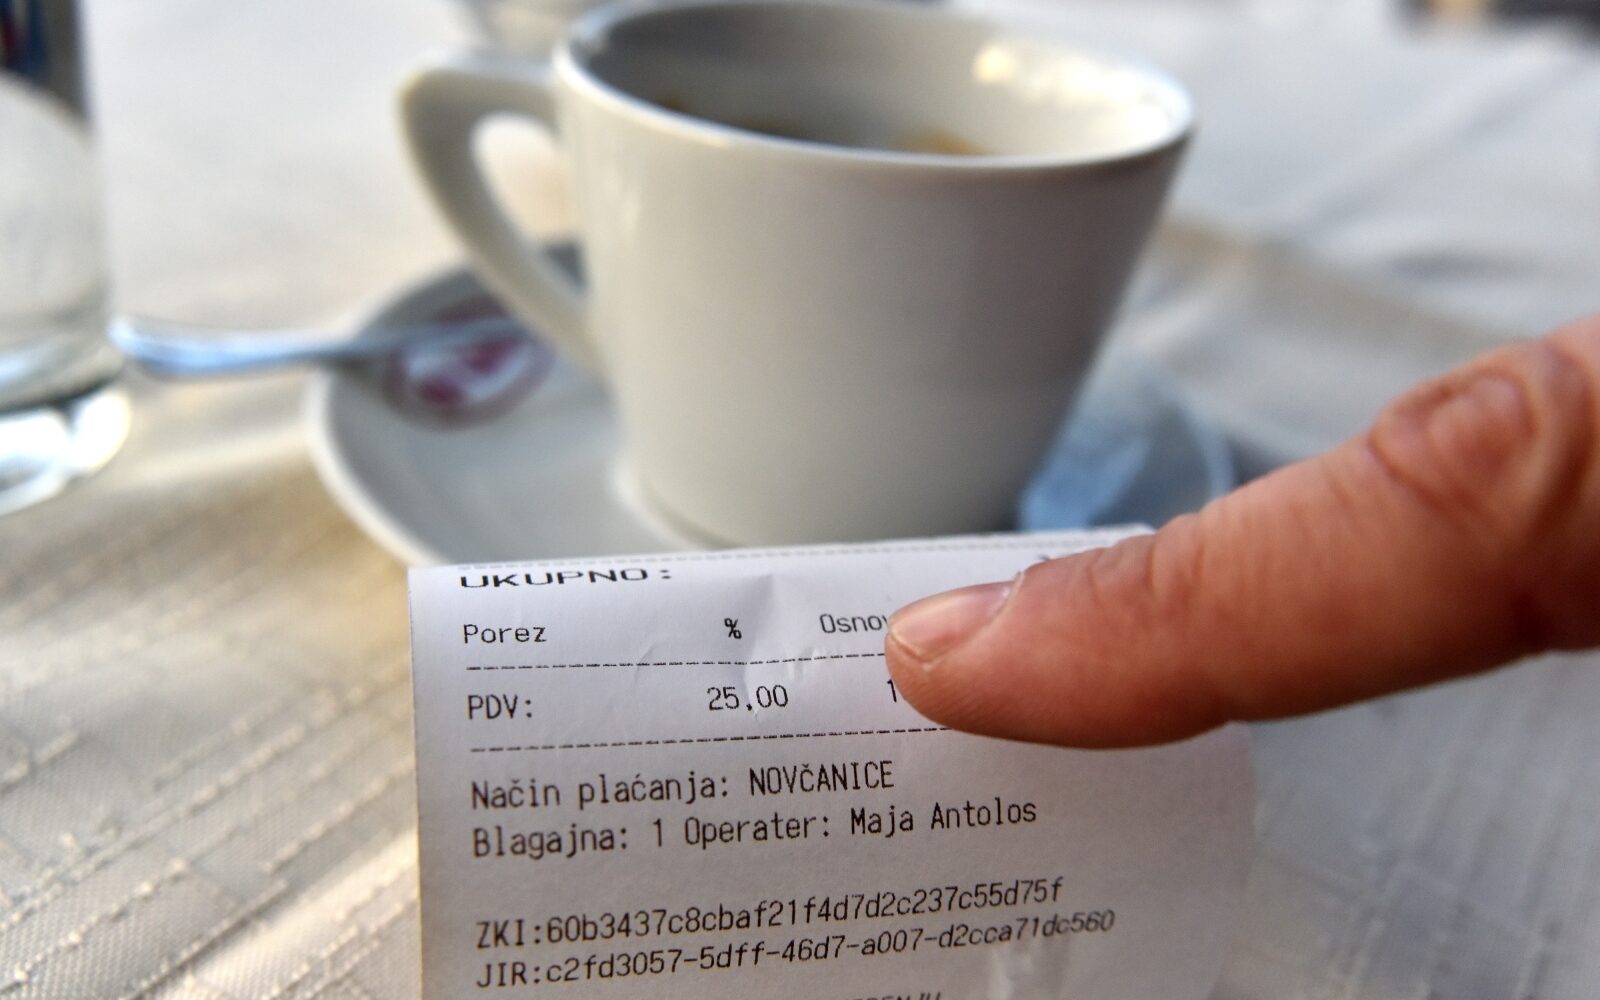 UKUPNO:
Porez % Osnov
PDV: 25,00 1
Način plaćanja: NOVČANICE
Blagajna: 1 Operater: Maja Antolos
ZKI:60b3437c8cbaf21f4d7d2c237c55d75f
JIR:c2fd3057-5dff-46d7-a007-d2cca71dc560